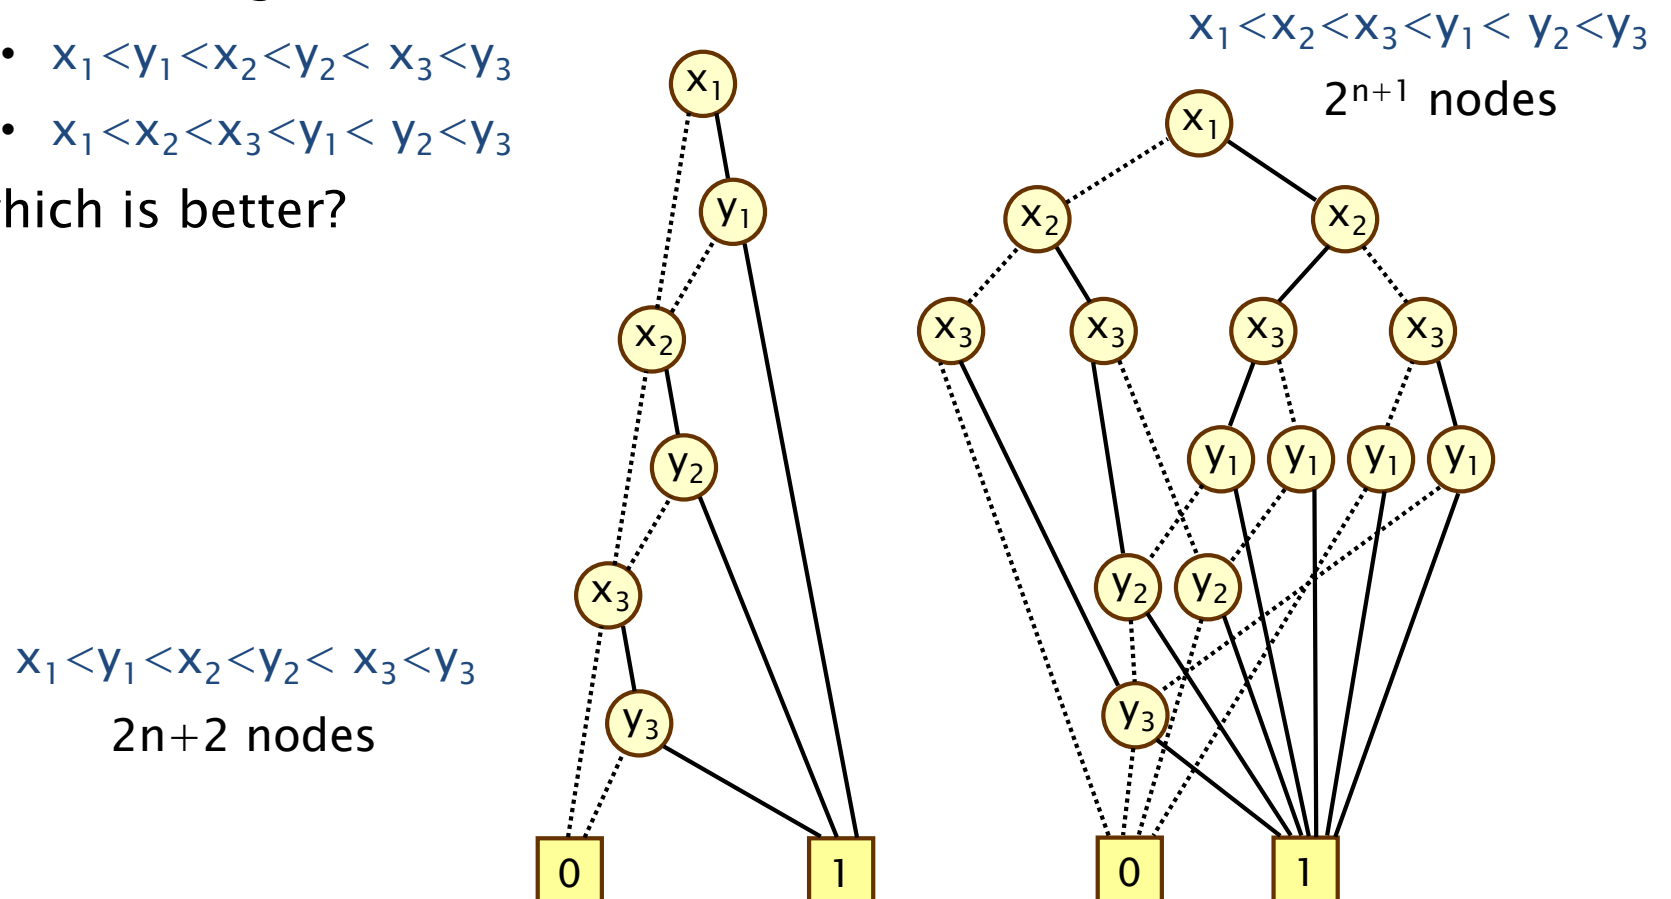 • x₁<y₁<x₂<y₂< x₃<y₃
• x₁<x₂<x₃<y₁< y₂<y₃
hich is better?
x₁<y₁<x₂<y₂< x₃<y₃
2n+2 nodes
x₁
y₁
x₂
y₂
x₃
y₃
0 1
x₁<x₂<x₃<y₁< y₂<y₃
2ⁿ⁺¹ nodes
x₁
x₂ x₂
x₃ x₃ x₃ x₃
y₁ y₁ y₁ y₁
y₂ y₂
y₃
0 1